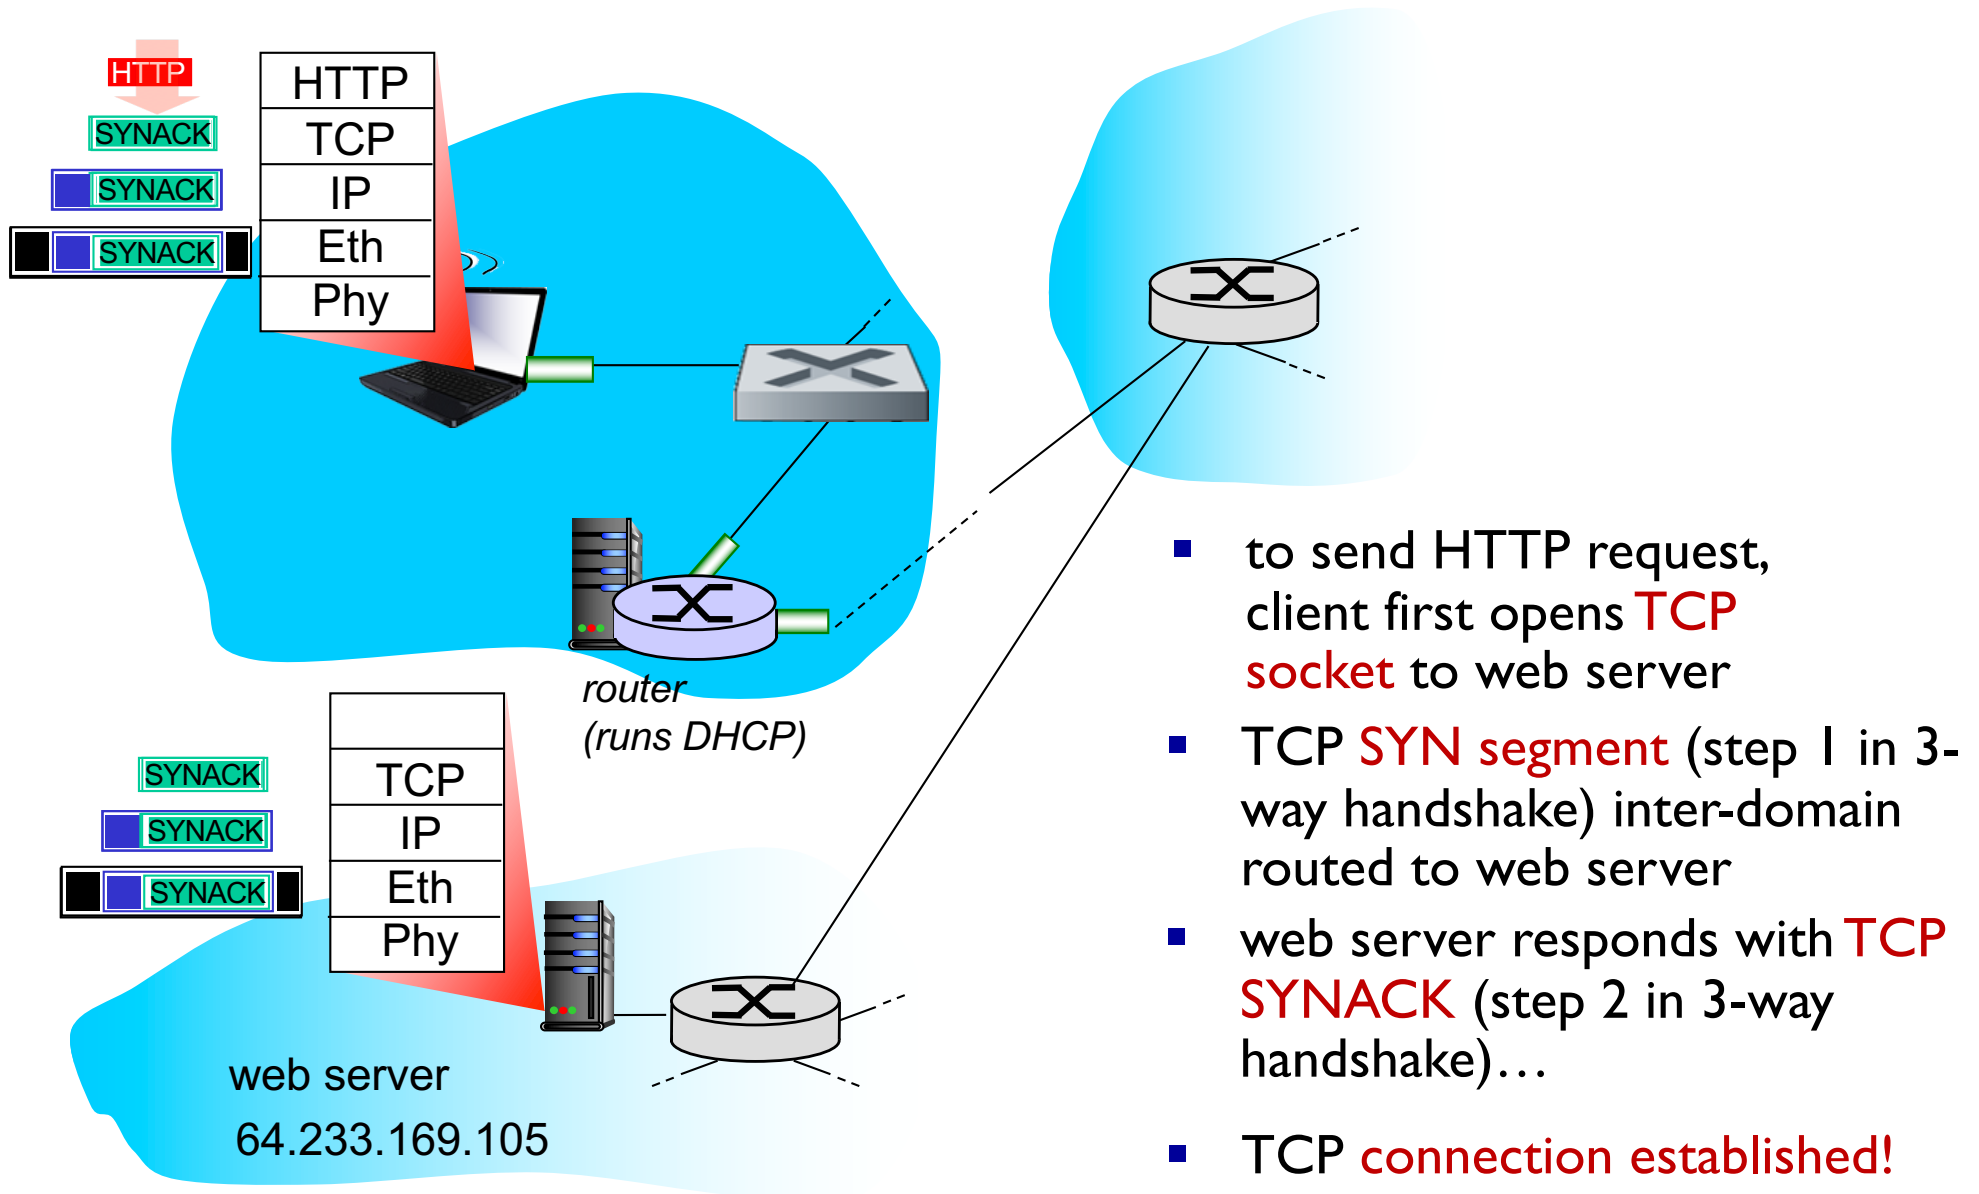 HTTP
SYNACK
SYNACK
SYNACK
HTTP
TCP
IP
Eth
Phy
router
(runs DHCP)
SYNACK
SYNACK
SYNACK
TCP
IP
Eth
Phy
web server
64.233.169.105
to send HTTP request,
client first opens TCP
socket to web server
TCP SYN segment (step 1 in 3-
way handshake) inter-domain
routed to web server
web server responds with TCP
SYNACK (step 2 in 3-way
handshake)…
TCP connection established!